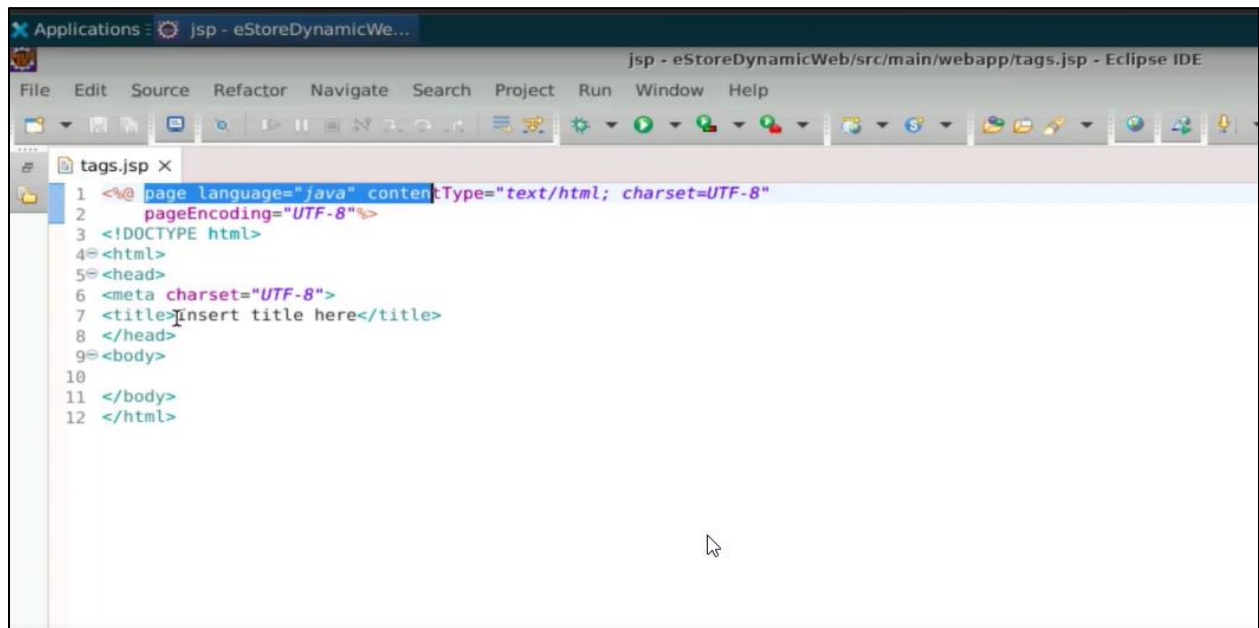 Applications
jsp - eStoreDynamicWe...
jsp - eStoreDynamicWeb/src/main/webapp/tags.jsp - Eclipse IDE
File Edit Source Refactor Navigate Search Project Run Window Help
tags.jsp
1 <%@ page language="java" contentType="text/html; charset=UTF-8"
2 pageEncoding="UTF-8"%>
3 <!DOCTYPE html>
4 <html>
5 <head>
6 <meta charset="UTF-8">
7 <title>Insert title here</title>
8 </head>
9 <body>
10
11 </body>
12 </html>